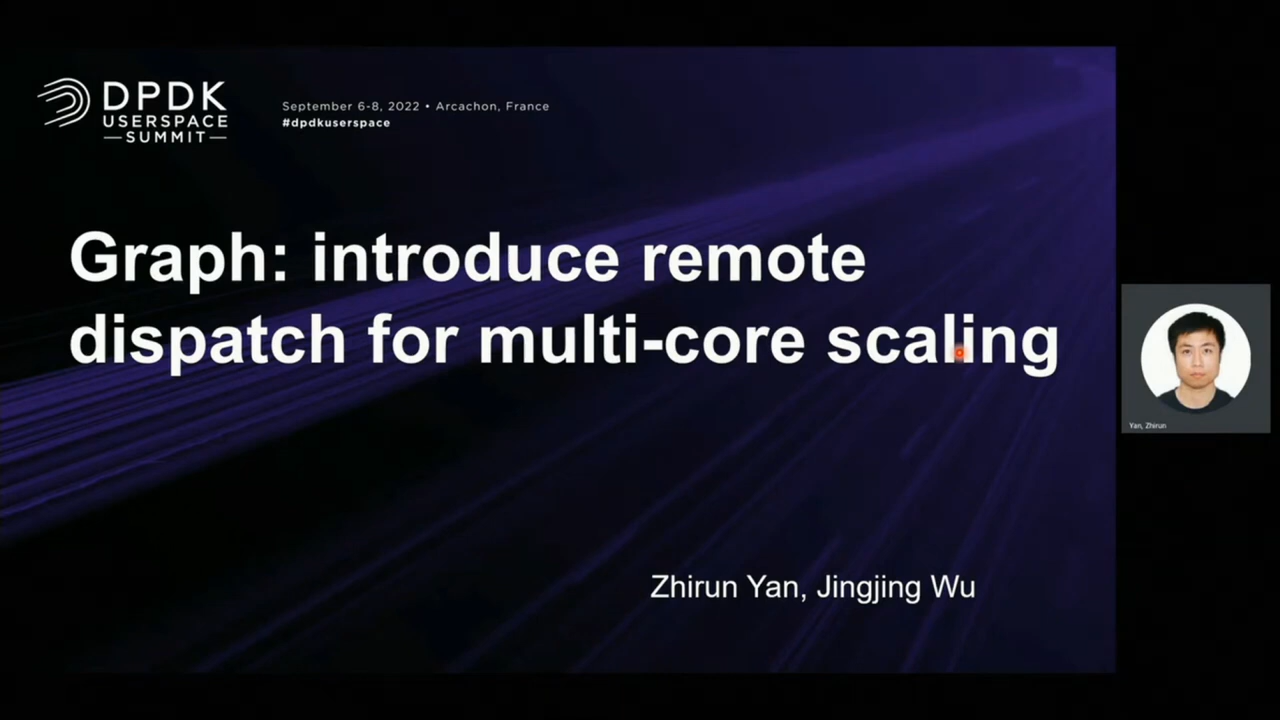 DPDK
USERSPACE
SUMMIT
September 6-8, 2022 • Arcachon, France
#dpdkuserspace
Graph: introduce remote
dispatch for multi-core scaling
Zhirun Yan, Jingjing Wu
Yan, Zhirun